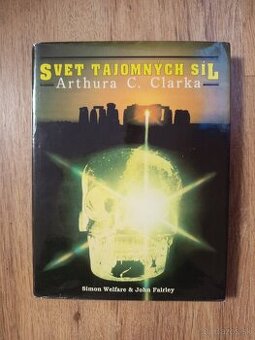 SVET TAJOMNÝCH SÍL
Arthura C. Clarka
Simon Welfare & John Fairley